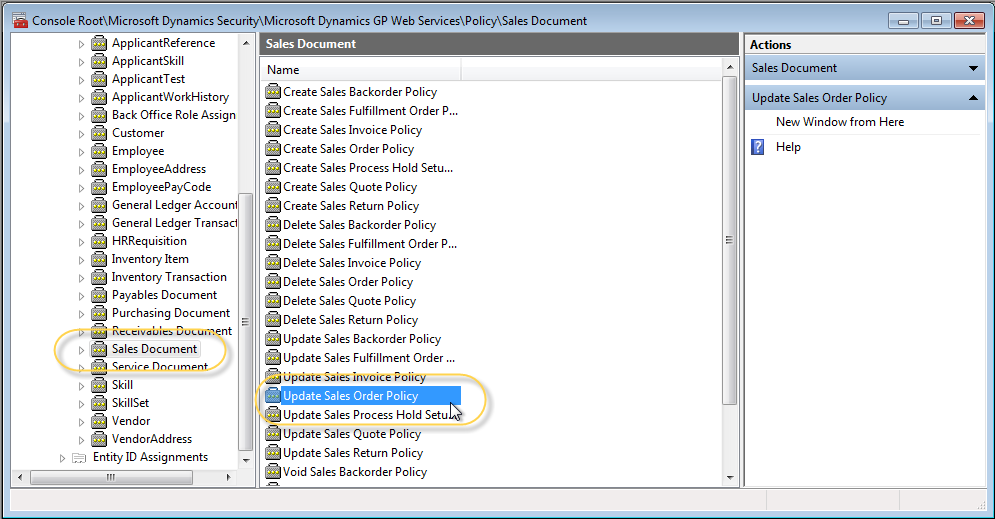 Console Root\Microsoft Dynamics Security\Microsoft Dynamics GP Web Services\Policy\Sales Document
ApplicantReference
ApplicantSkill
ApplicantTest
ApplicantWorkHistory
Back Office Role Assign
Customer
Employee
EmployeeAddress
EmployeePayCode
General Ledger Account
General Ledger Transact
HRRequisition
Inventory Item
Inventory Transaction
Payables Document
Purchasing Document
Receivables Document
Sales Document
Service Document
Skill
SkillSet
Vendor
VendorAddress
Entity ID Assignments
Sales Document
Name
Create Sales Backorder Policy
Create Sales Fulfillment Order P...
Create Sales Invoice Policy
Create Sales Order Policy
Create Sales Process Hold Setu...
Create Sales Quote Policy
Create Sales Return Policy
Delete Sales Backorder Policy
Delete Sales Fulfillment Order P...
Delete Sales Invoice Policy
Delete Sales Order Policy
Delete Sales Quote Policy
Delete Sales Return Policy
Update Sales Backorder Policy
Update Sales Fulfillment Order ...
Update Sales Invoice Policy
Update Sales Order Policy
Update Sales Process Hold Setu...
Update Sales Quote Policy
Update Sales Return Policy
Void Sales Backorder Policy
Actions
Sales Document
Update Sales Order Policy
New Window from Here
Help